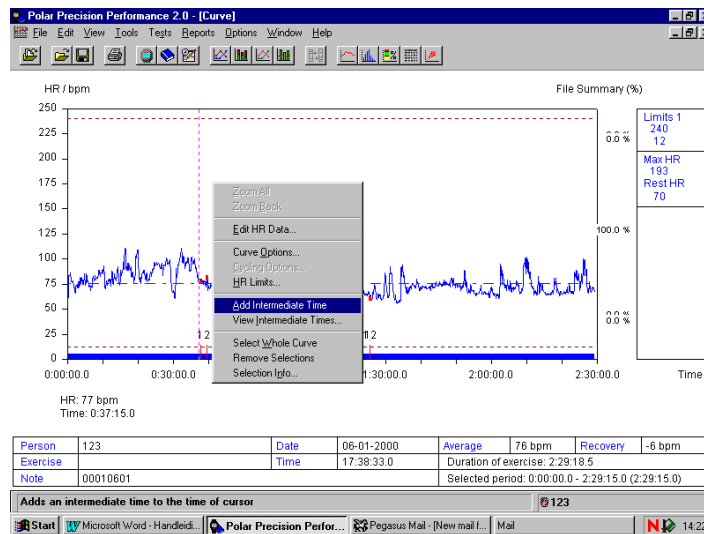 Polar Precision Performance 2.0 - [Curve]
File Edit View Tools Tests Reports Options Window Help
HR / bpm
File Summary (%)
250
225
200
175
150
125
100
75
50
25
0
0:00:00.0
0:30:00.0
1:30:00.0
2:00:00.0
2:30:00.0
Time
1 2
12
0.0 %
100.0 %
0.0 %
Limits 1
240
12
Max HR
193
Rest HR
70
Zoom All
Zoom Back
Edit HR Data...
Curve Options...
Cycling Options...
HR Limits...
Add Intermediate Time
View Intermediate Times...
Select Whole Curve
Remove Selections
Selection Info...
HR: 77 bpm
Time: 0:37:15.0
Person 123 Date 06-01-2000 Average 76 bpm Recovery -6 bpm
Exercise Time 17:38:33.0 Duration of exercise: 2:29:18.5
Note 00010601 Selected period: 0:00:00.0 - 2:29:15.0 (2:29:15.0)
Adds an intermediate time to the time of cursor 123
Start Microsoft Word - Handleidi... Polar Precision Perfor... Pegasus Mail - [New mail f... Mail N 14:22